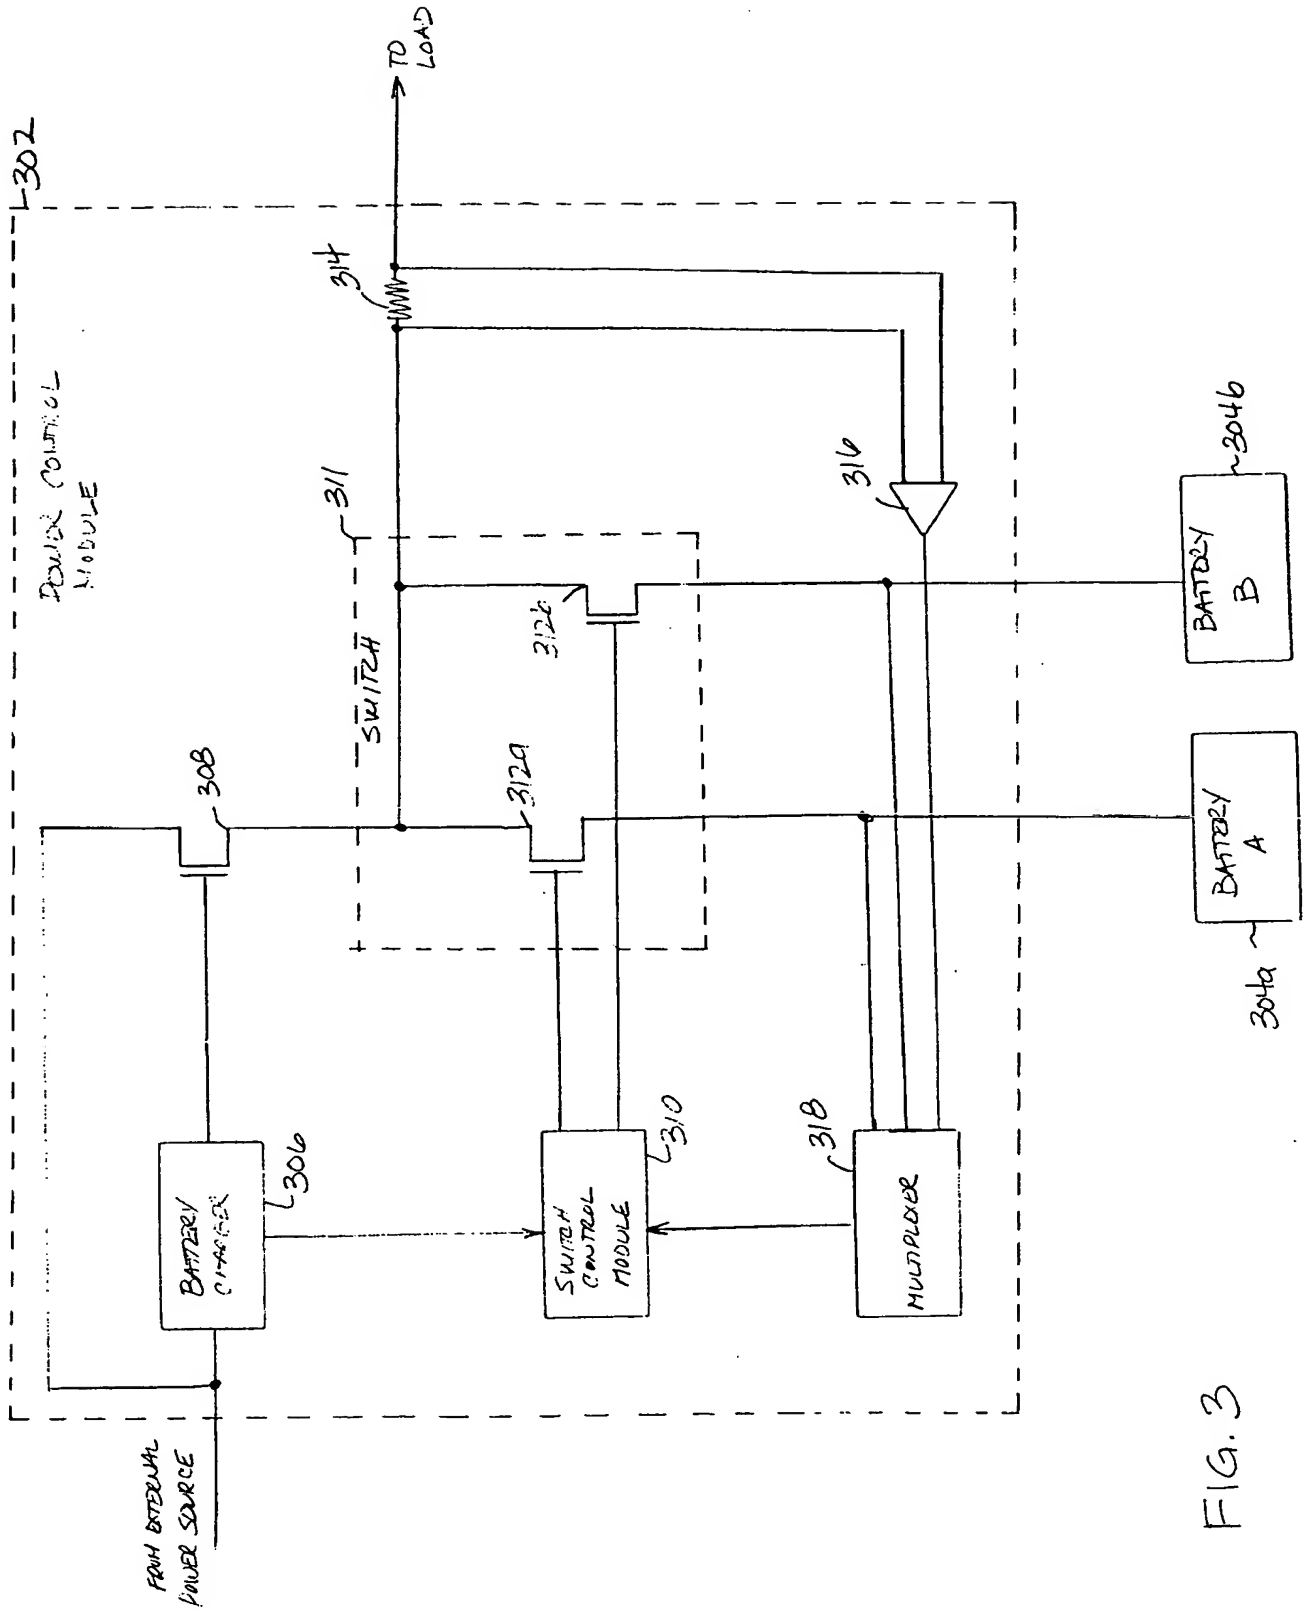 302
POWER CONTROL
MODULE
FROM EXTERNAL
POWER SOURCE
BATTERY
CHARGER
306
308
SWITCH
311
314
TO
LOAD
SWITCH
CONTROL
MODULE
310
312a
312b
316
MULTIPLEXER
318
BATTERY
A
304a
BATTERY
B
304b
FIG. 3